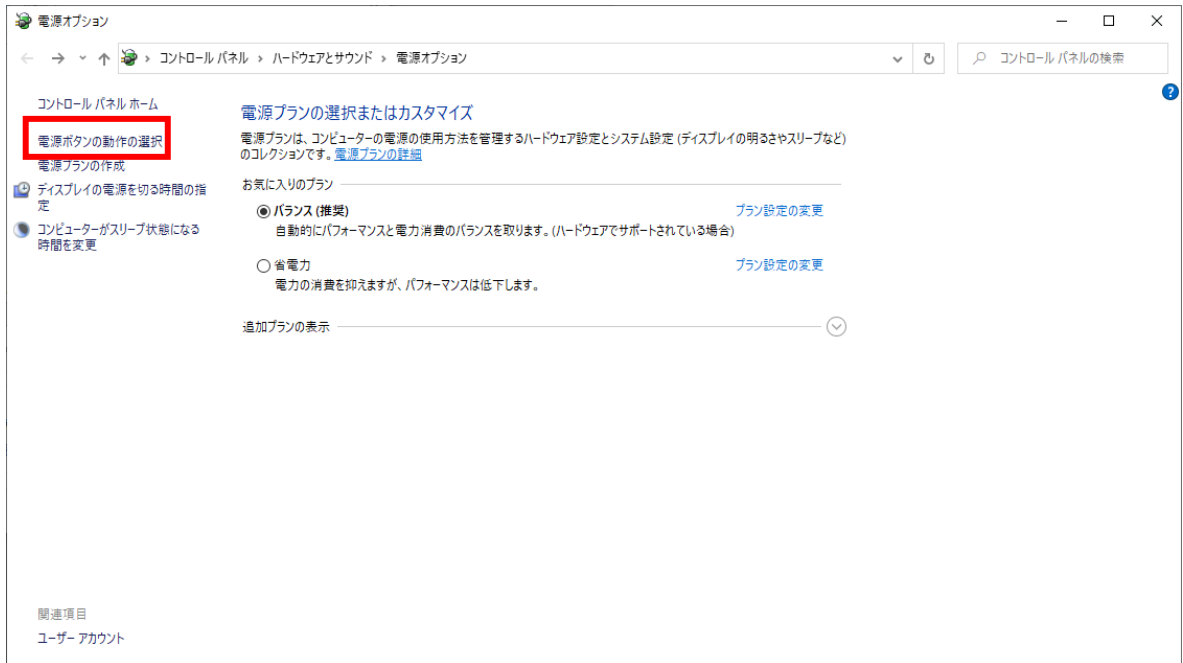 電源オプション
コントロール パネル › ハードウェアとサウンド › 電源オプション
コントロール パネルの検索
コントロール パネル ホーム
電源ボタンの動作の選択
電源プランの作成
ディスプレイの電源を切る時間の指
定
コンピューターがスリープ状態になる
時間を変更
電源プランの選択またはカスタマイズ
電源プランは、コンピューターの電源の使用方法を管理するハードウェア設定とシステム設定 (ディスプレイの明るさやスリープなど)
のコレクションです。電源プランの詳細
お気に入りのプラン
バランス (推奨)
プラン設定の変更
自動的にパフォーマンスと電力消費のバランスを取ります。(ハードウェアでサポートされている場合)
省電力
プラン設定の変更
電力の消費を抑えますが、パフォーマンスは低下します。
追加プランの表示
関連項目
ユーザー アカウント